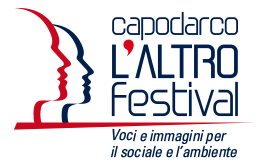 capodarco
L'ALTRO
Festival
Voci e immagini per
il sociale e l'ambiente